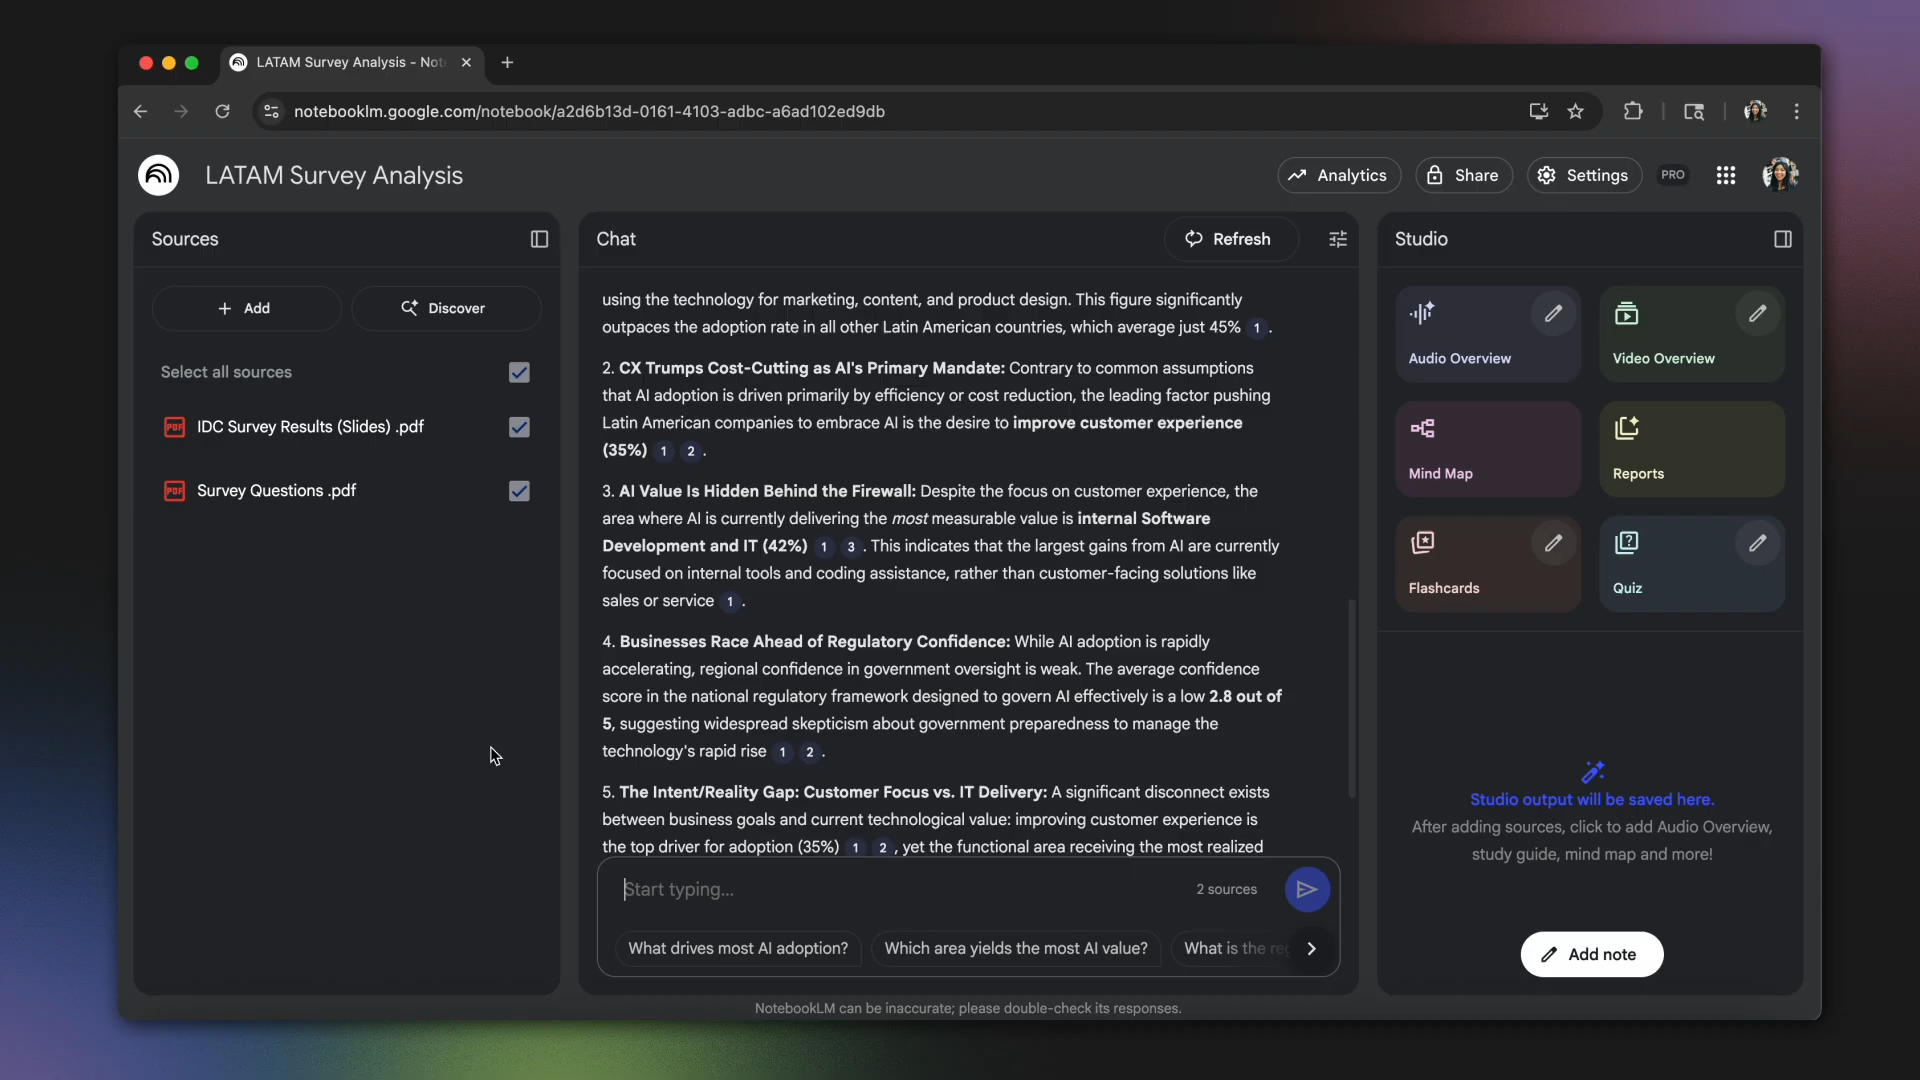 LATAM Survey Analysis - Not
notebooklm.google.com/notebook/a2d6b13d-0161-4103-adbc-a6ad102ed9db
LATAM Survey Analysis
Analytics
Share
Settings
PRO
Sources
Add
Discover
Select all sources
PDF IDC Survey Results (Slides) .pdf
PDF Survey Questions .pdf
Chat
Refresh
using the technology for marketing, content, and product design. This figure significantly
outpaces the adoption rate in all other Latin American countries, which average just 45% 1 .
2. CX Trumps Cost-Cutting as AI's Primary Mandate: Contrary to common assumptions
that AI adoption is driven primarily by efficiency or cost reduction, the leading factor pushing
Latin American companies to embrace AI is the desire to improve customer experience
(35%) 1 2 .
3. AI Value Is Hidden Behind the Firewall: Despite the focus on customer experience, the
area where AI is currently delivering the most measurable value is internal Software
Development and IT (42%) 1 3 . This indicates that the largest gains from AI are currently
focused on internal tools and coding assistance, rather than customer-facing solutions like
sales or service 1 .
4. Businesses Race Ahead of Regulatory Confidence: While AI adoption is rapidly
accelerating, regional confidence in government oversight is weak. The average confidence
score in the national regulatory framework designed to govern AI effectively is a low 2.8 out of
5, suggesting widespread skepticism about government preparedness to manage the
technology's rapid rise 1 2 .
5. The Intent/Reality Gap: Customer Focus vs. IT Delivery: A significant disconnect exists
between business goals and current technological value: improving customer experience is
the top driver for adoption (35%) 1 2 , yet the functional area receiving the most realized
Start typing...
2 sources
What drives most AI adoption?
Which area yields the most AI value?
What is the
NotebookLM can be inaccurate; please double-check its responses.
Studio
Audio Overview
Video Overview
Mind Map
Reports
Flashcards
Quiz
Studio output will be saved here.
After adding sources, click to add Audio Overview,
study guide, mind map and more!
Add note